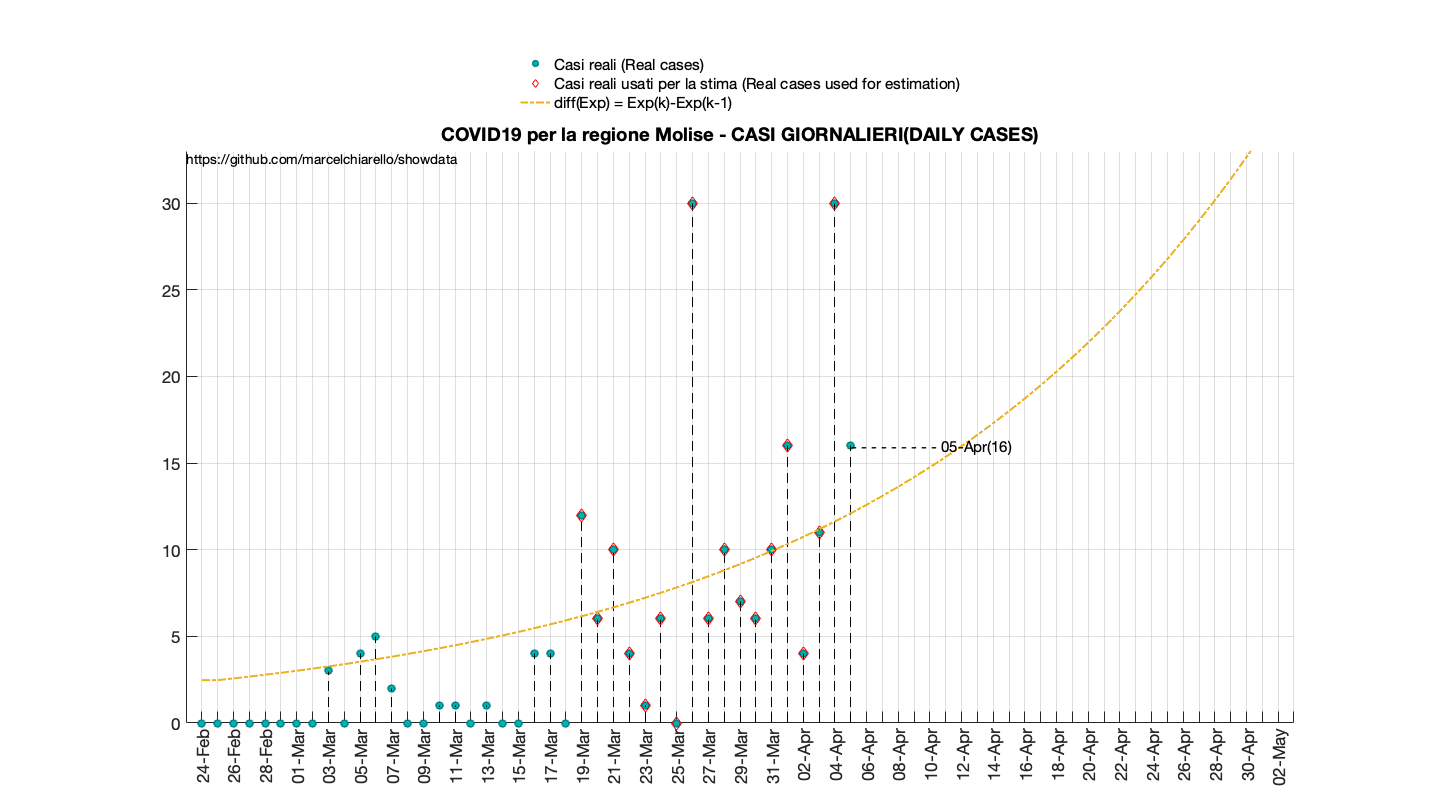 Casi reali (Real cases)
Casi reali usati per la stima (Real cases used for estimation)
diff(Exp) = Exp(k)-Exp(k-1)
COVID19 per la regione Molise - CASI GIORNALIERI(DAILY CASES)
https://github.com/marcelchiarello/showdata
30
25
20
15
10
5
0
05-Apr(16)
24-Feb
26-Feb
28-Feb
01-Mar
03-Mar
05-Mar
07-Mar
09-Mar
11-Mar
13-Mar
15-Mar
17-Mar
19-Mar
21-Mar
23-Mar
25-Mar
27-Mar
29-Mar
31-Mar
02-Apr
04-Apr
06-Apr
08-Apr
10-Apr
12-Apr
14-Apr
16-Apr
18-Apr
20-Apr
22-Apr
24-Apr
26-Apr
28-Apr
30-Apr
02-May